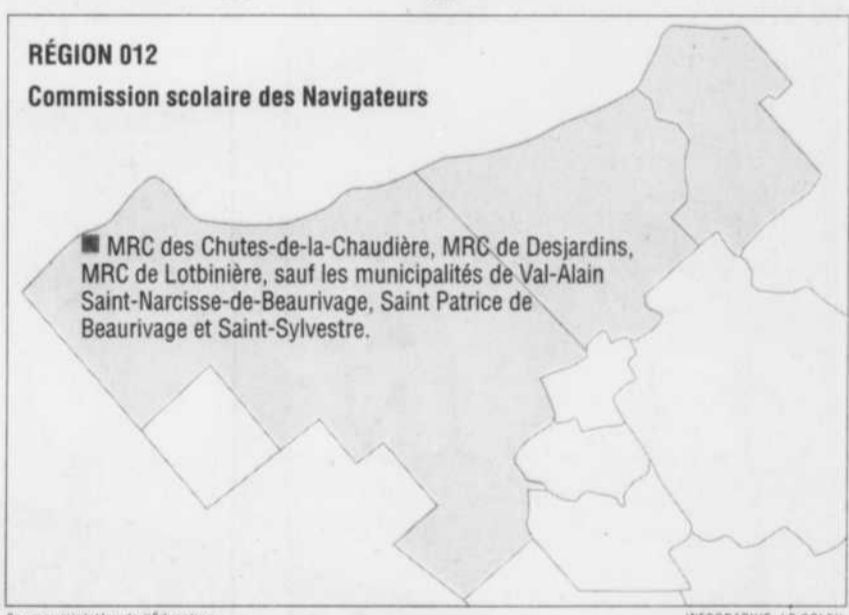 RÉGION 012
Commission scolaire des Navigateurs
MRC des Chutes-de-la-Chaudière, MRC de Desjardins,
MRC de Lotbinière, sauf les municipalités de Val-Alain
Saint-Narcisse-de-Beaurivage, Saint Patrice de
Beaurivage et Saint-Sylvestre.